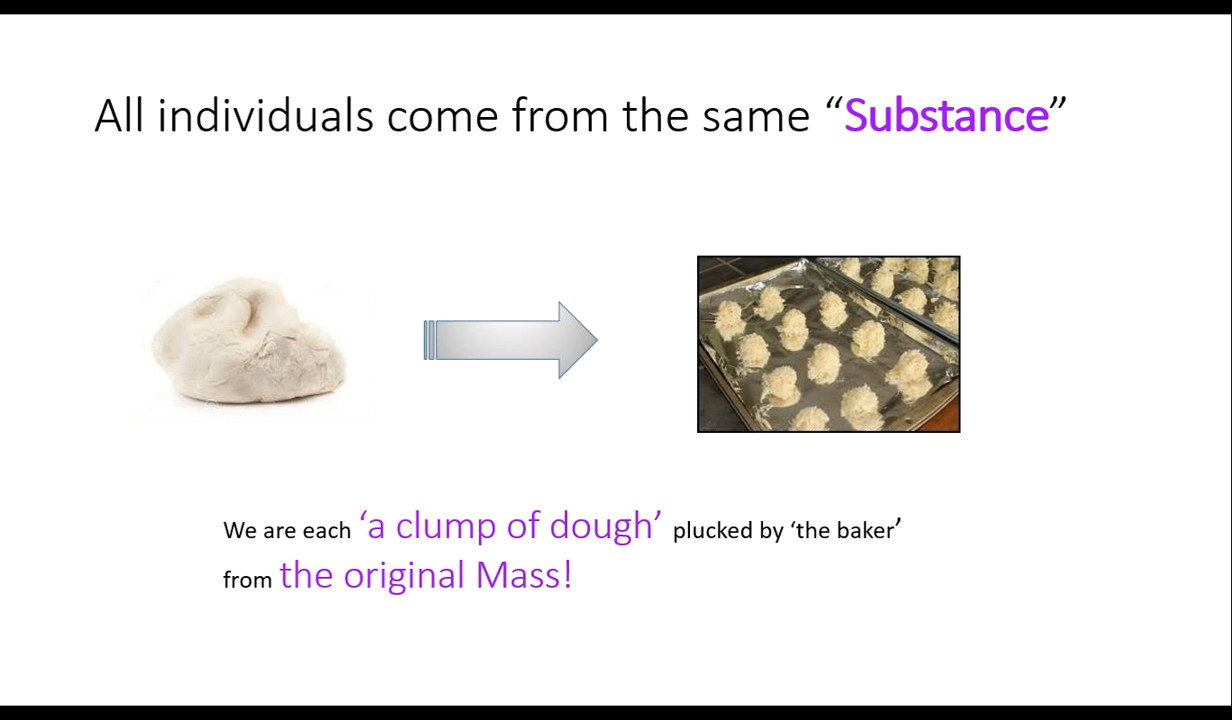 All individuals come from the same “Substance”
We are each ‘a clump of dough’ plucked by ‘the baker’
from the original Mass!